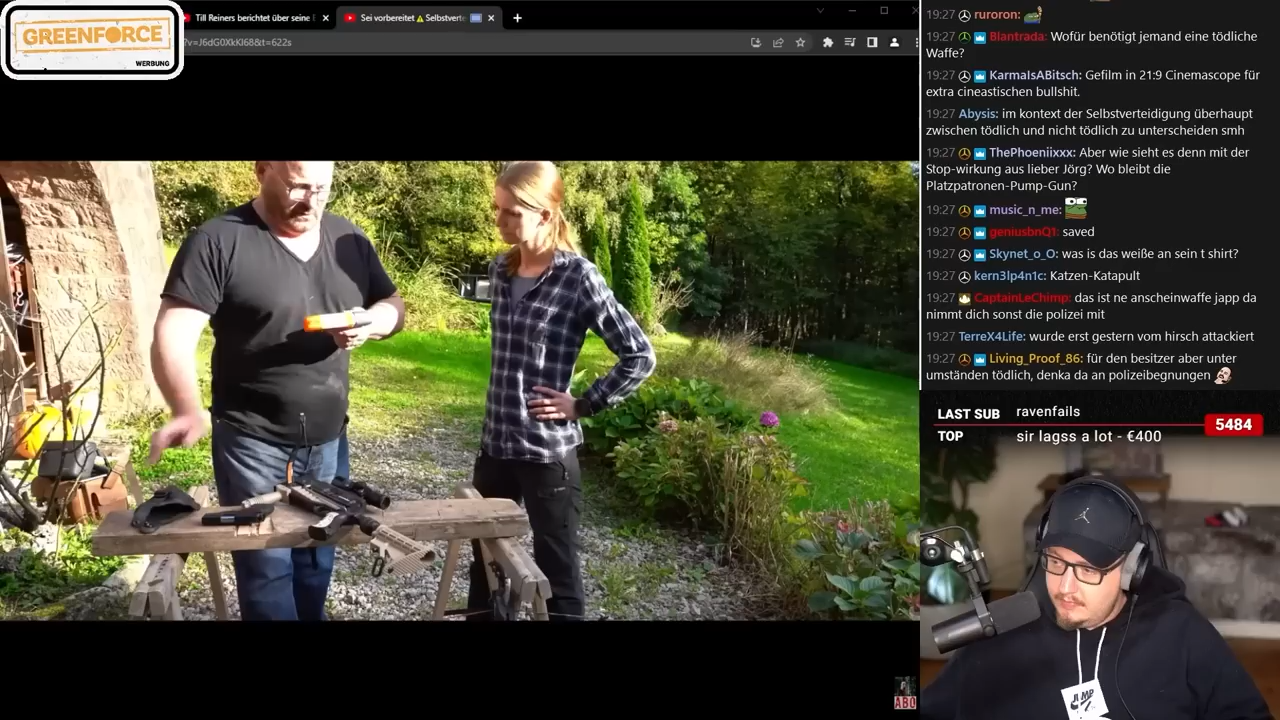 GREENFORCE
WERBUNG
Till Reiners berichtet über seine E
Sei vorbereitet ⚠ Selbstverte
?v=J6dG0XkKI68&t=622s
19:27 ruroron:
19:27 Blantrada: Wofür benötigt jemand eine tödliche
Waffe?
19:27 KarmaIsABitsch: Gefilm in 21:9 Cinemascope für
extra cineastischen bullshit.
19:27 Abysis: im kontext der Selbstverteidigung überhaupt
zwischen tödlich und nicht tödlich zu unterscheiden smh
19:27 ThePhoeniixxx: Aber wie sieht es denn mit der
Stop-wirkung aus lieber Jörg? Wo bleibt die
Platzpatronen-Pump-Gun?
19:27 music_n_me:
19:27 geniusbnQ1: saved
19:27 Skynet_o_O: was is das weiße an sein t shirt?
19:27 kern3lp4n1c: Katzen-Katapult
19:27 CaptainLeChimp: das ist ne anscheinwaffe japp da
nimmt dich sonst die polizei mit
19:27 TerreX4Life: wurde erst gestern vom hirsch attackiert
19:27 Living_Proof_86: für den besitzer aber unter
umständen tödlich, denka da an polizeibegnungen
LAST SUB ravenfails
5484
TOP sir lagss a lot - €400
JUMP
ABO